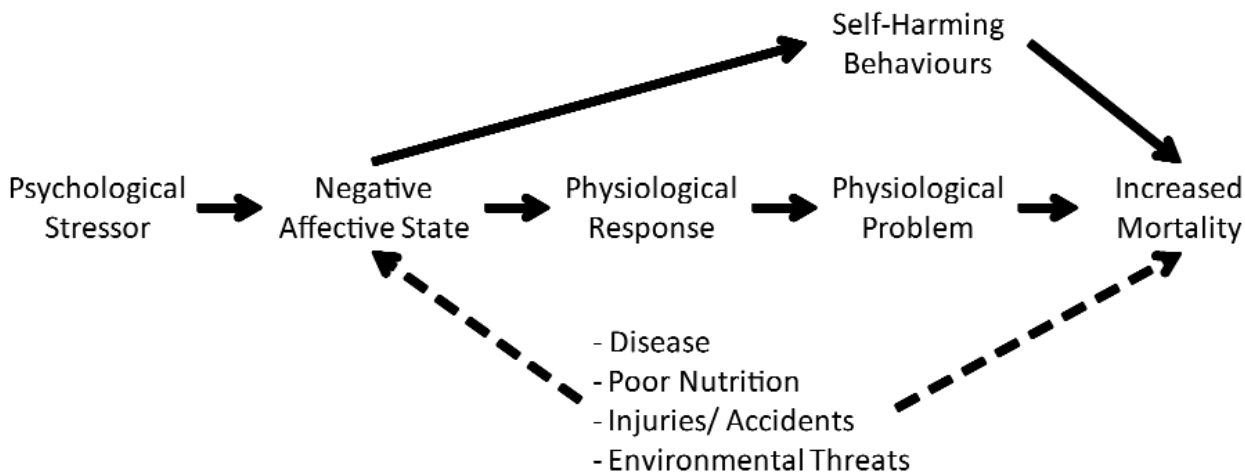 Self-Harming
Behaviours
Psychological
Stressor
Negative
Affective State
Physiological
Response
Physiological
Problem
Increased
Mortality
- Disease
- Poor Nutrition
- Injuries/ Accidents
- Environmental Threats